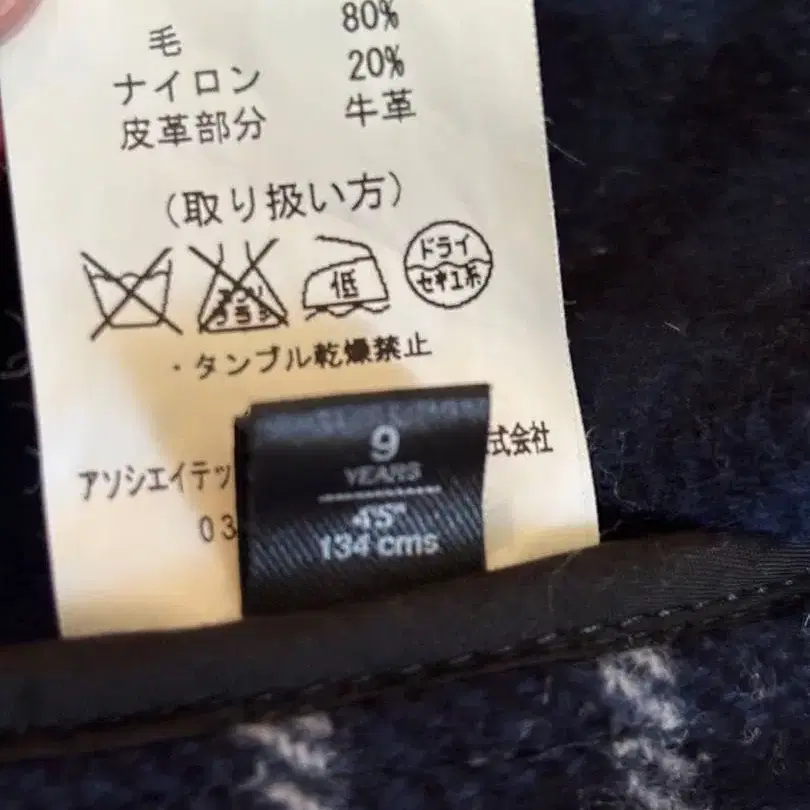 毛 80%
ナイロン 20%
皮革部分 牛革
(取り扱い方)
低
ドライ
セキユ系
・タンブル乾燥禁止
アソシエイテッ
式会社
03
9
YEARS
4'5"
134 cms